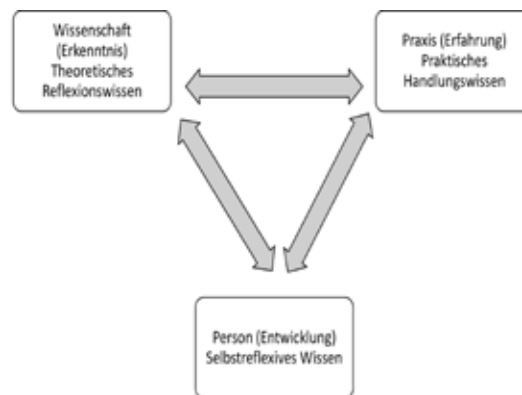 Wissenschaft
(Erkenntnis)
Theoretisches
Reflexionswissen
Praxis (Erfahrung)
Praktisches
Handlungswissen
Person (Entwicklung)
Selbstreflexives Wissen